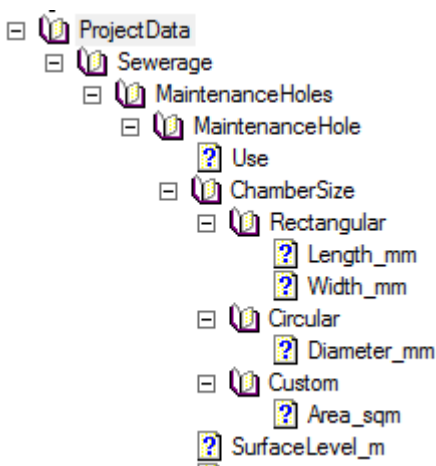 ProjectData
Sewerage
MaintenanceHoles
MaintenanceHole
Use
ChamberSize
Rectangular
Length_mm
Width_mm
Circular
Diameter_mm
Custom
Area_sqm
SurfaceLevel_m